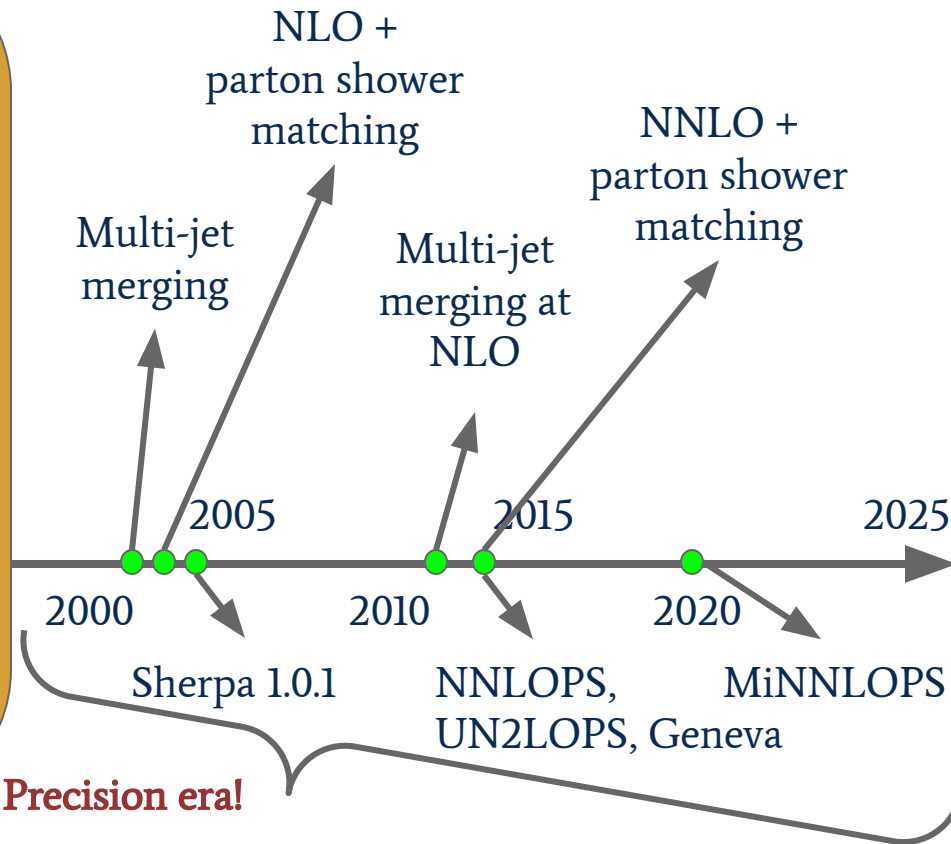 NLO +
parton shower
matching
NNLO +
parton shower
matching
Multi-jet
merging
Multi-jet
merging at
NLO
2005
2015
2025
2000
2010
2020
Sherpa 1.0.1
NNLOPS,
UN2LOPS, Geneva
MiNNLOPS
Precision era!